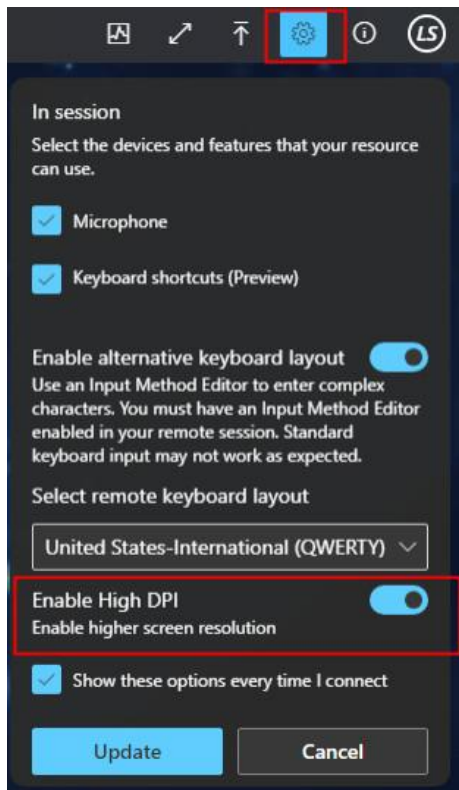 LS
In session
Select the devices and features that your resource
can use.
Microphone
Keyboard shortcuts (Preview)
Enable alternative keyboard layout
Use an Input Method Editor to enter complex
characters. You must have an Input Method Editor
enabled in your remote session. Standard
keyboard input may not work as expected.
Select remote keyboard layout
United States-International (QWERTY)
Enable High DPI
Enable higher screen resolution
Show these options every time I connect
Update
Cancel